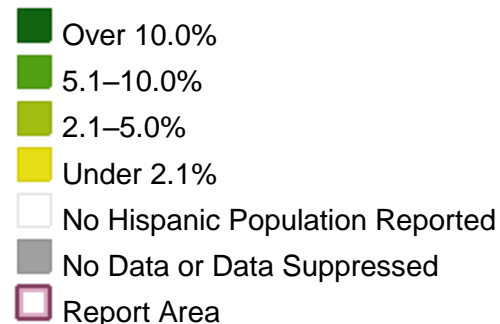 Over 10.0%
5.1–10.0%
2.1–5.0%
Under 2.1%
No Hispanic Population Reported
No Data or Data Suppressed
Report Area